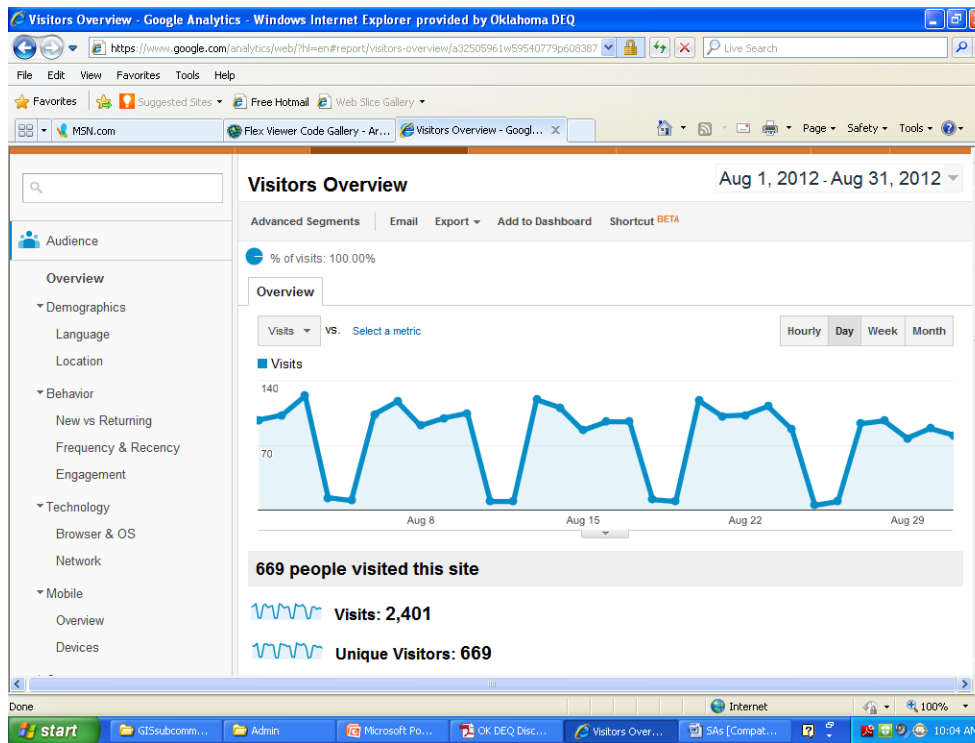 Visitors Overview - Google Analytics - Windows Internet Explorer provided by Oklahoma DEQ
https://www.google.com/analytics/web/?hl=en#report/visitors-overview/a32505961w59540779p608387
Live Search
File Edit View Favorites Tools Help
Favorites Suggested Sites Free Hotmail Web Slice Gallery
MSN.com Flex Viewer Code Gallery - Ar... Visitors Overview - Googl... Page Safety Tools
Visitors Overview Aug 1, 2012 - Aug 31, 2012
Advanced Segments Email Export Add to Dashboard Shortcut BETA
Audience
% of visits: 100.00%
Overview
Overview
Demographics
Language
Location
Visits VS. Select a metric Hourly Day Week Month
Visits
140
70
Aug 8 Aug 15 Aug 22 Aug 29
Behavior
New vs Returning
Frequency & Recency
Engagement
Technology
Browser & OS
Network
Mobile
Overview
Devices
669 people visited this site
Visits: 2,401
Unique Visitors: 669
Done Internet 100%
start GISsubcomm... Admin Microsoft Po... OK DEQ Disc... Visitors Over... SAs [Compat... 10:04 AM